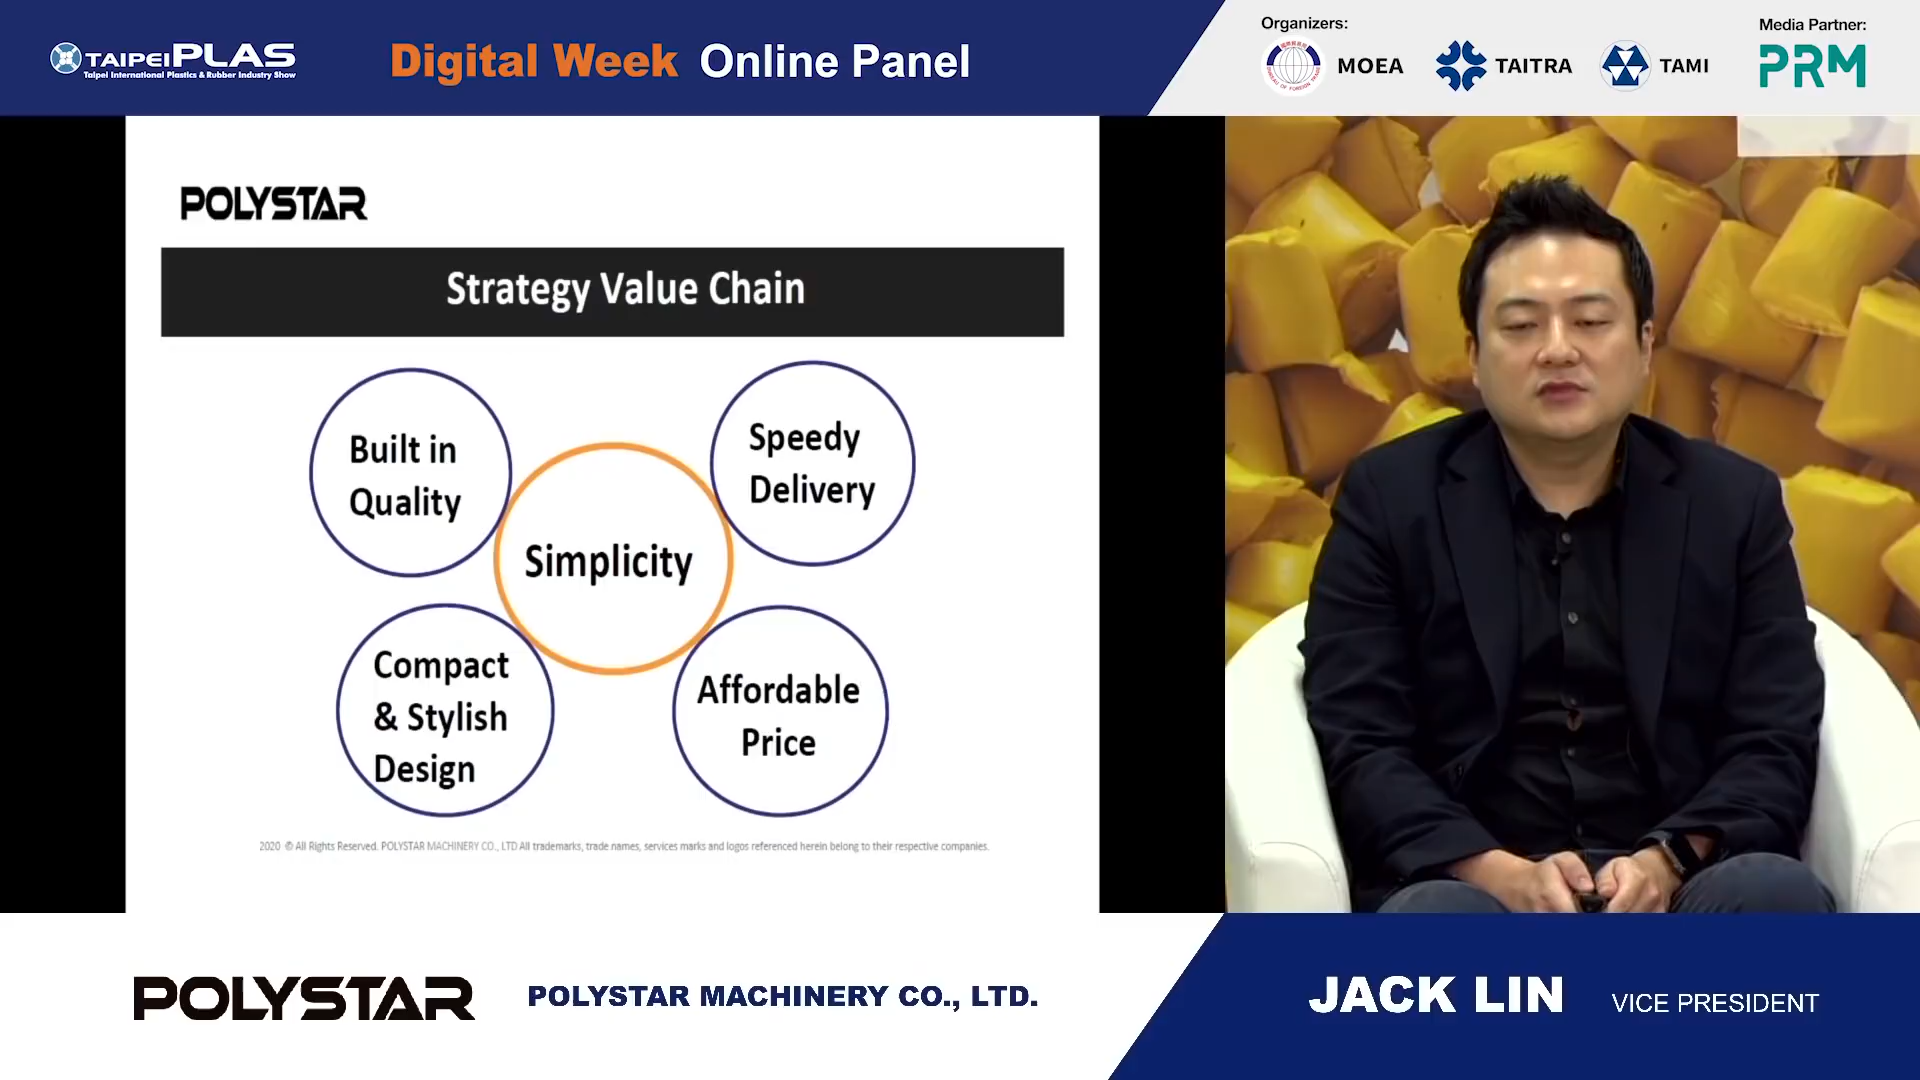 TAIPEIPLAS
Taipei International Plastics & Rubber Industry Show
Digital Week Online Panel
Organizers:
MOEA
TAITRA
TAMI
Media Partner:
PRM
POLYSTAR
Strategy Value Chain
Built in
Quality
Speedy
Delivery
Simplicity
Compact
& Stylish
Design
Affordable
Price
2020 © All Rights Reserved. POLYSTAR MACHINERY CO., LTD All trademarks, trade names, services marks and logos referenced herein belong to their respective companies.
POLYSTAR
POLYSTAR MACHINERY CO., LTD.
JACK LIN
VICE PRESIDENT